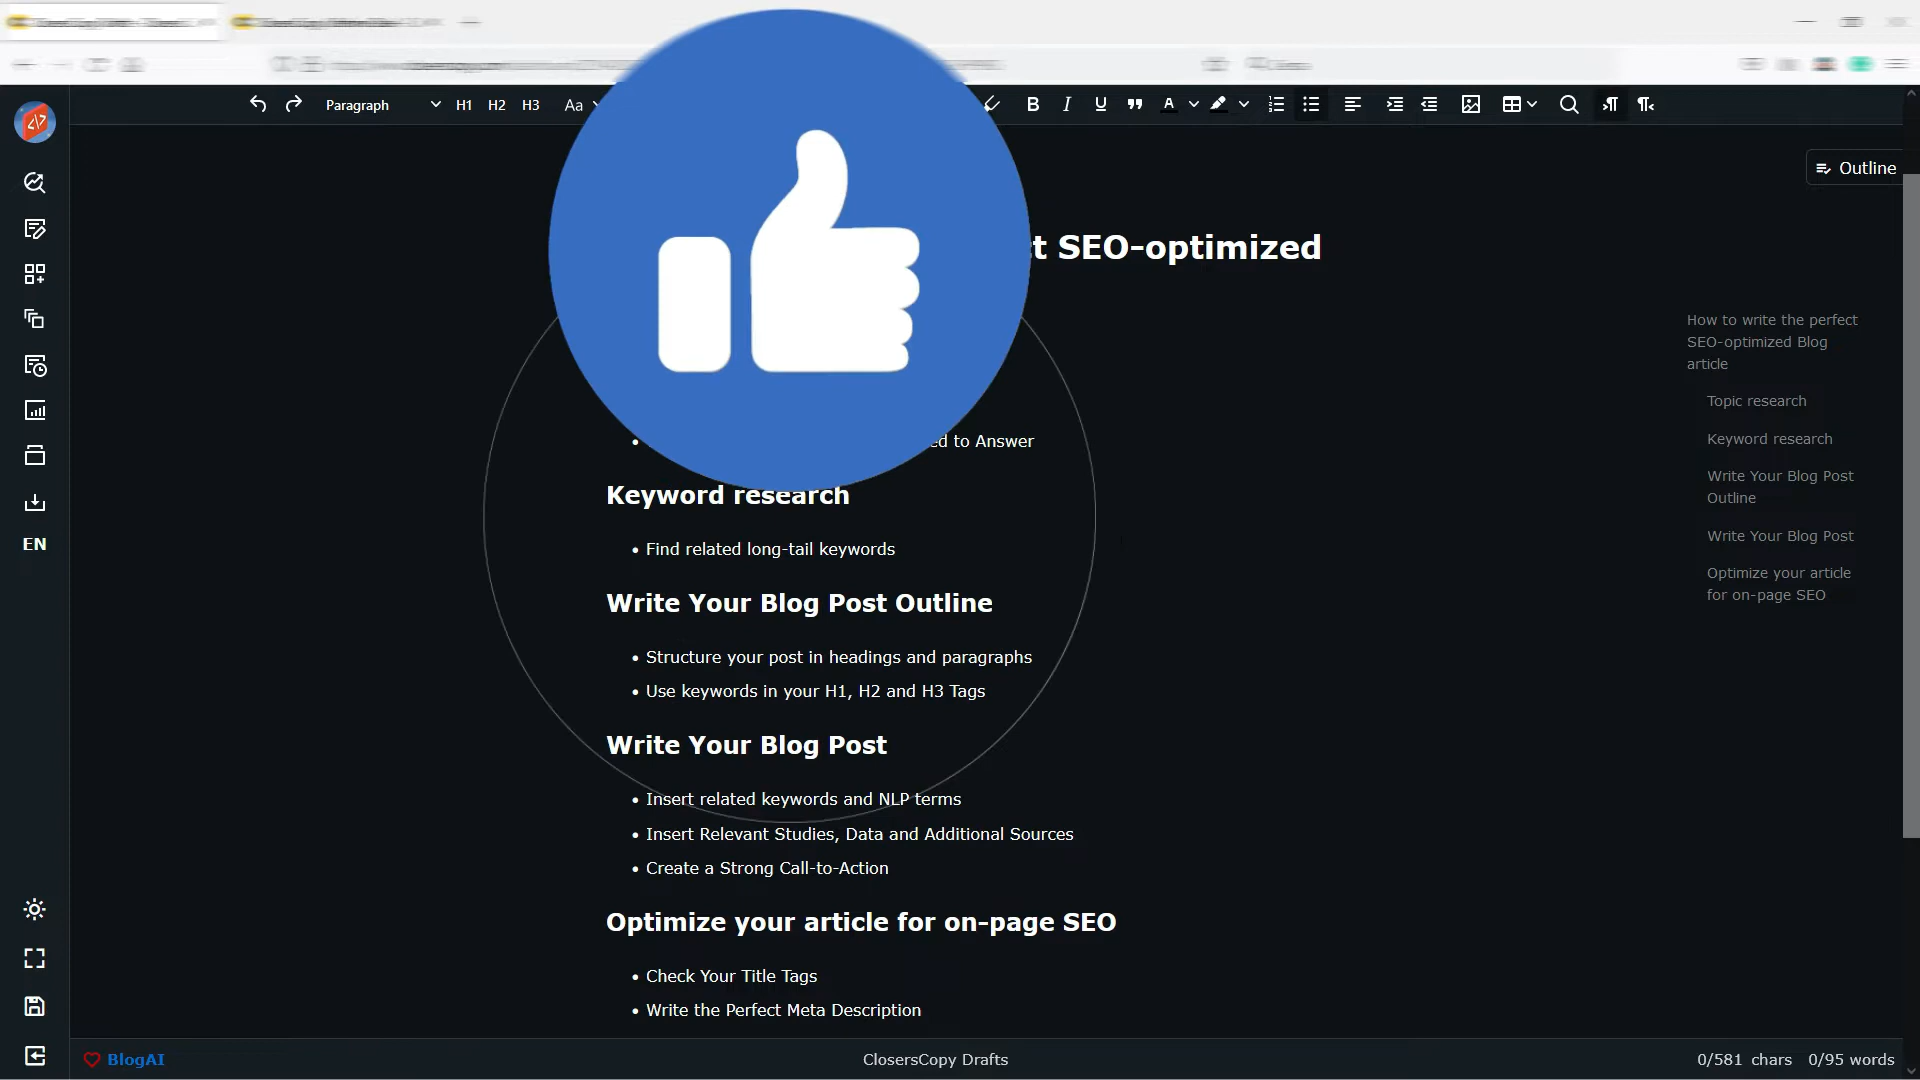 Paragraph H1 H2 H3 Aa B I U A
Outline
SEO-optimized
How to write the perfect
SEO-optimized Blog
article
Topic research
Keyword research
Write Your Blog Post
Outline
Write Your Blog Post
Optimize your article
for on-page SEO
to Answer
Keyword research
Find related long-tail keywords
Write Your Blog Post Outline
Structure your post in headings and paragraphs
Use keywords in your H1, H2 and H3 Tags
Write Your Blog Post
Insert related keywords and NLP terms
Insert Relevant Studies, Data and Additional Sources
Create a Strong Call-to-Action
Optimize your article for on-page SEO
Check Your Title Tags
Write the Perfect Meta Description
EN
BlogAI
ClosersCopy Drafts
0/581 chars 0/95 words